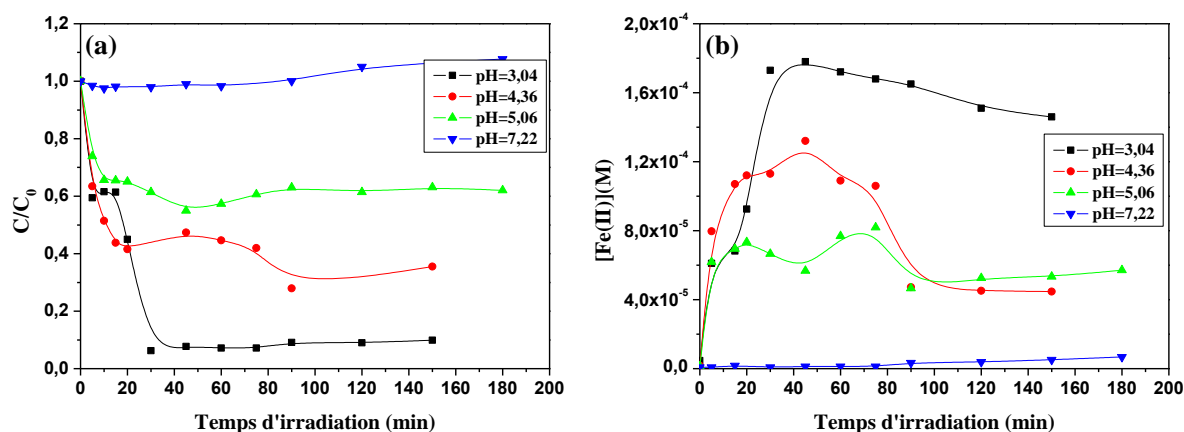 (a)
1,2
1,0
0,8
0,6
0,4
0,2
0,0
C/C0
0 20 40 60 80 100 120 140 160 180 200
Temps d'irradiation (min)
pH=3,04
pH=4,36
pH=5,06
pH=7,22
(b)
2,0x10-4
1,6x10-4
1,2x10-4
8,0x10-5
4,0x10-5
0,0
[Fe(II)](M)
0 20 40 60 80 100 120 140 160 180 200
Temps d'irradiation (min)
pH=3,04
pH=4,36
pH=5,06
pH=7,22